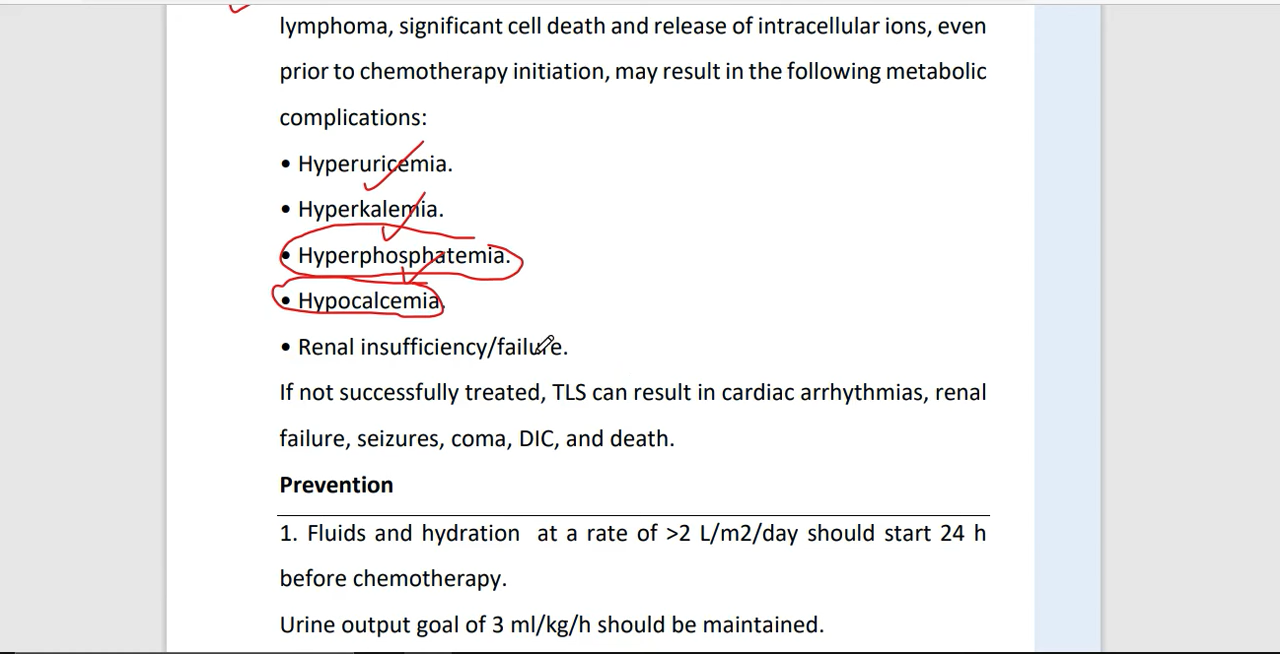 lymphoma, significant cell death and release of intracellular ions, even
prior to chemotherapy initiation, may result in the following metabolic
complications:
• Hyperuricemia.
• Hyperkalemia.
• Hyperphosphatemia.
• Hypocalcemia.
• Renal insufficiency/failure.
If not successfully treated, TLS can result in cardiac arrhythmias, renal
failure, seizures, coma, DIC, and death.
Prevention
1. Fluids and hydration at a rate of >2 L/m2/day should start 24 h
before chemotherapy.
Urine output goal of 3 ml/kg/h should be maintained.